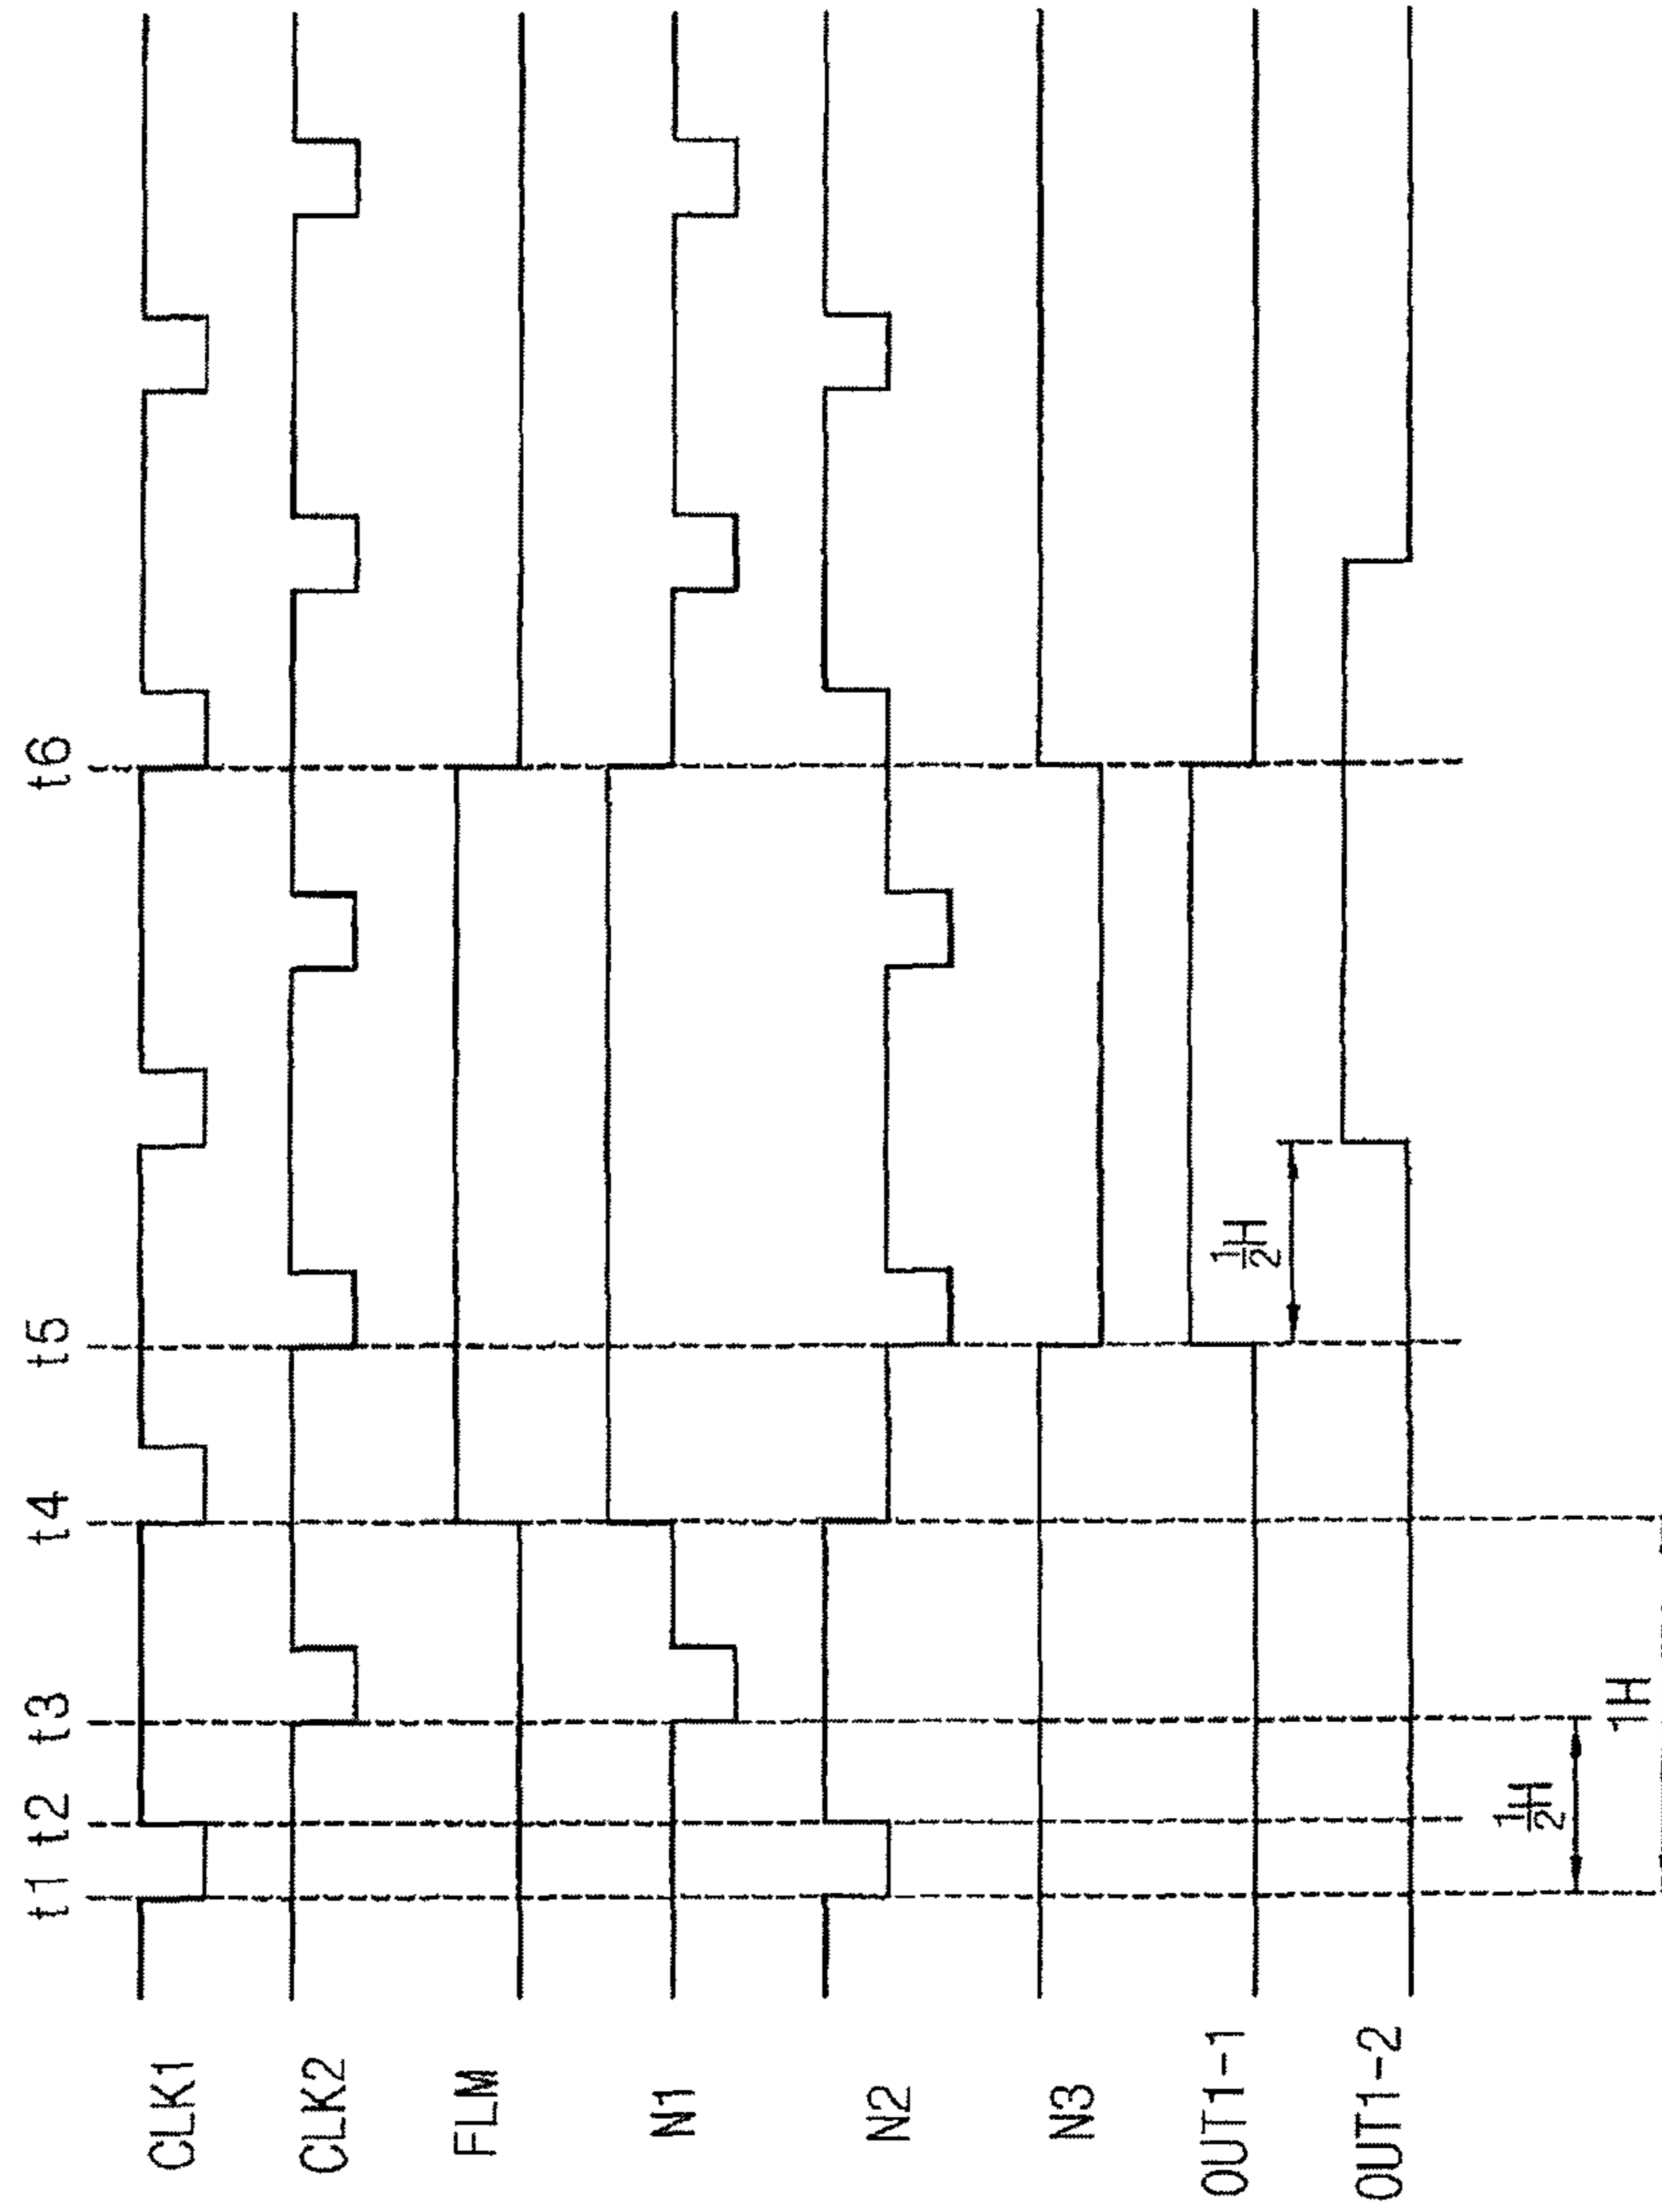 t1 t2 t3 t4 t5 t6
CLK1
CLK2
FLM
N1
N2
N3
OUT1-1
1/2H
OUT1-2
1/2H
1H